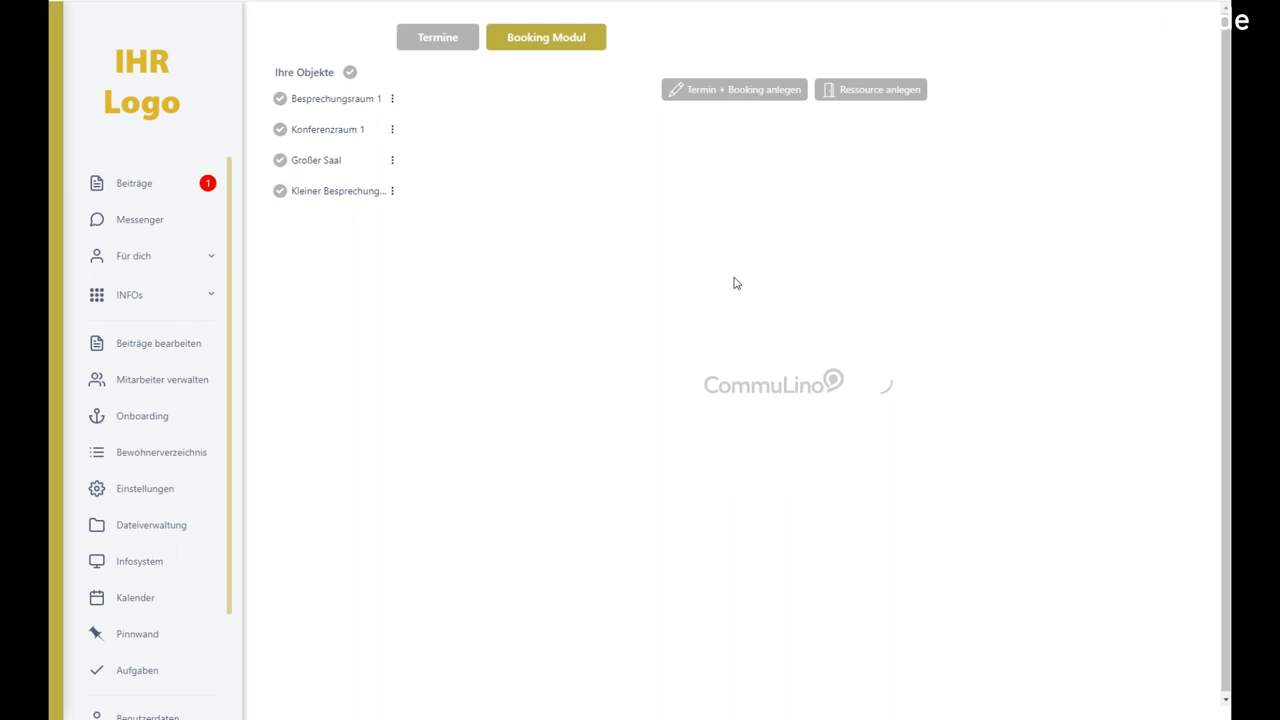 e
IHR
Logo
Termine
Booking Modul
Ihre Objekte
Termin + Booking anlegen
Ressource anlegen
Besprechungsraum 1
Konferenzraum 1
Großer Saal
Kleiner Besprechung...
Beiträge
1
Messenger
Für dich
INFOs
Beiträge bearbeiten
Mitarbeiter verwalten
Onboarding
Bewohnerverzeichnis
Einstellungen
Dateiverwaltung
Infosystem
Kalender
Pinnwand
Aufgaben
Benutzerdaten
CommuLino